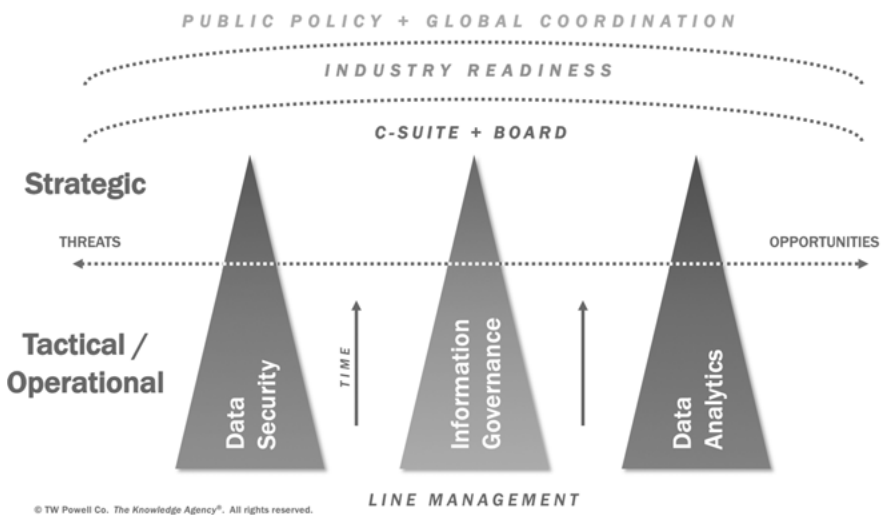 PUBLIC POLICY + GLOBAL COORDINATION
INDUSTRY READINESS
C-SUITE + BOARD
Strategic
THREATS
OPPORTUNITIES
Tactical /
Operational
TIME
Data
Security
Information
Governance
Data
Analytics
LINE MANAGEMENT
© TW Powell Co. The Knowledge Agency®. All rights reserved.